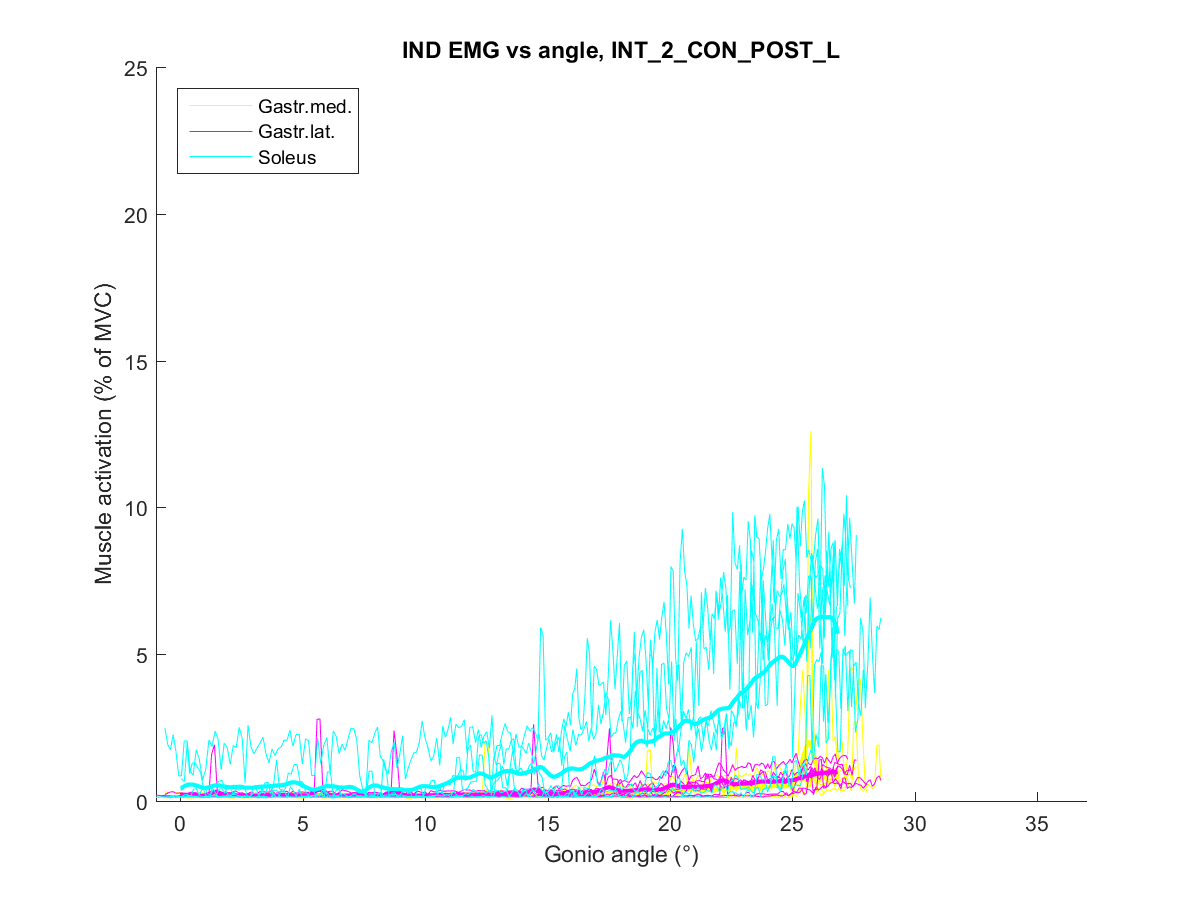 IND EMG vs angle, INT_2_CON_POST_L
25
20
15
10
5
0
Muscle activation (% of MVC)
Gastr.med.
Gastr.lat.
Soleus
0 5 10 15 20 25 30 35
Gonio angle (°)